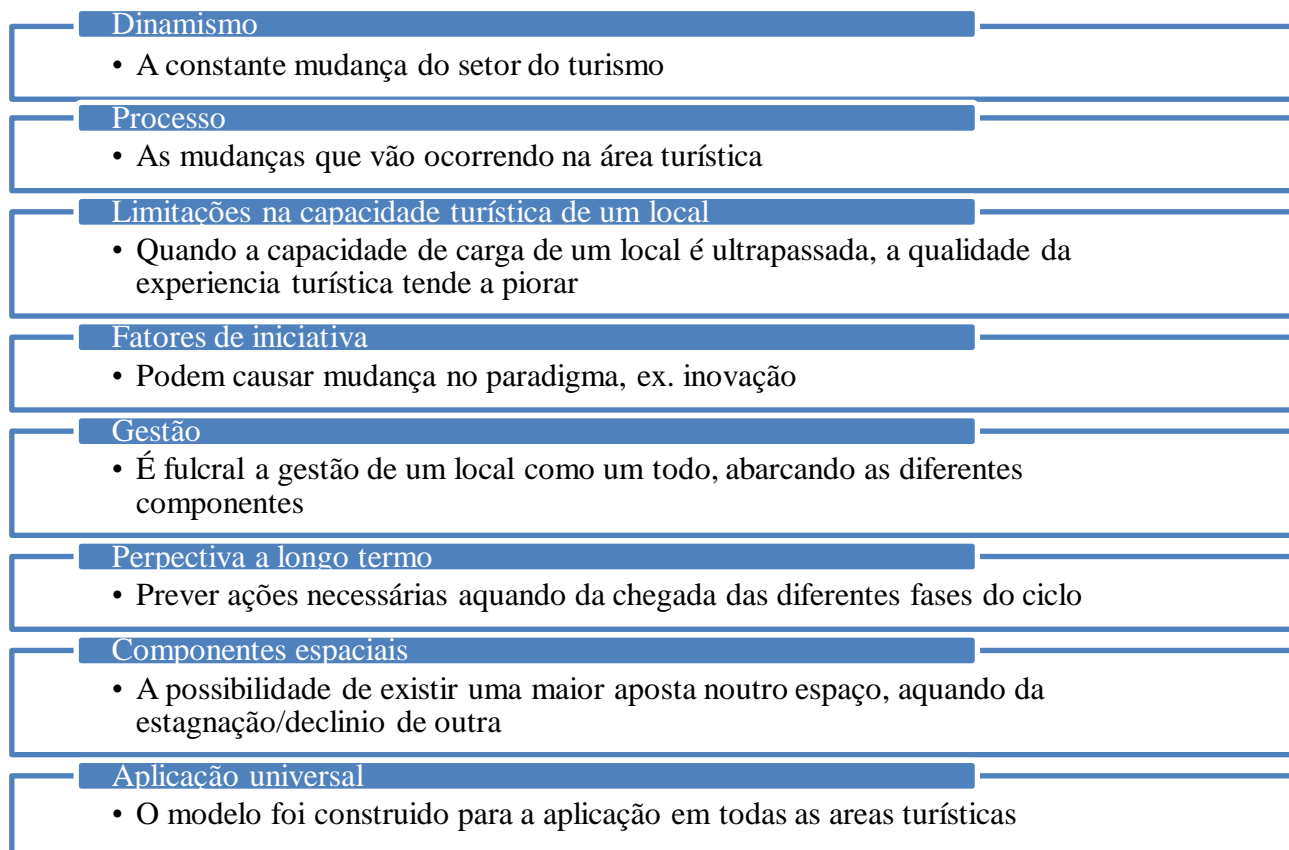 Dinamismo
• A constante mudança do setor do turismo
Processo
• As mudanças que vão ocorrendo na área turística
Limitações na capacidade turística de um local
• Quando a capacidade de carga de um local é ultrapassada, a qualidade da
experiencia turística tende a piorar
Fatores de iniciativa
• Podem causar mudança no paradigma, ex. inovação
Gestão
• É fulcral a gestão de um local como um todo, abarcando as diferentes
componentes
Perpectiva a longo termo
• Prever ações necessárias aquando da chegada das diferentes fases do ciclo
Componentes espaciais
• A possibilidade de existir uma maior aposta noutro espaço, aquando da
estagnação/declinio de outra
Aplicação universal
• O modelo foi construido para a aplicação em todas as areas turísticas